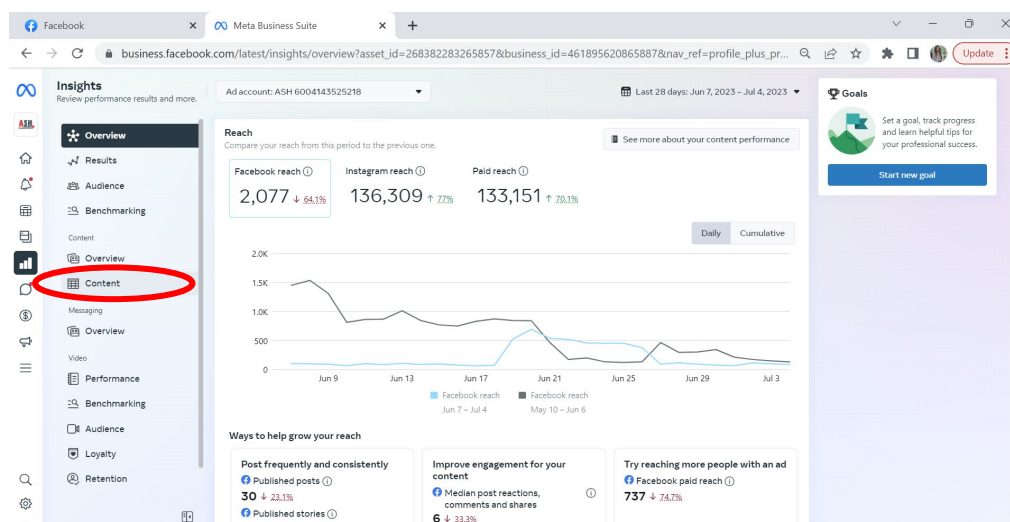 Facebook
Meta Business Suite
business.facebook.com/latest/insights/overview?asset_id=268382283265857&business_id=461895620865887&nav_ref=profile_plus_pr...
Update
Insights
Review performance results and more.
Ad account: ASH 6004143525218
Last 28 days: Jun 7, 2023 – Jul 4, 2023
Goals
Set a goal, track progress
and learn helpful tips for
your professional success.
Start new goal
ASH.
Overview
Results
Audience
Benchmarking
Content
Overview
Content
Messaging
Overview
Video
Performance
Benchmarking
Audience
Loyalty
Retention
Reach
Compare your reach from this period to the previous one.
See more about your content performance
Facebook reach
2,077 ↓ 64.1%
Instagram reach
136,309 ↑ 77%
Paid reach
133,151 ↑ 70.1%
Daily Cumulative
2.0K
1.5K
1.0K
500
0
Jun 9 Jun 13 Jun 17 Jun 21 Jun 25 Jun 29 Jul 3
Facebook reach Facebook reach
Jun 7 – Jul 4 May 10 – Jun 6
Ways to help grow your reach
Post frequently and consistently
Published posts
30 ↓ 23.1%
Published stories
Improve engagement for your
content
Median post reactions,
comments and shares
6 ↓ 33.3%
Try reaching more people with an ad
Facebook paid reach
737 ↓ 74.7%